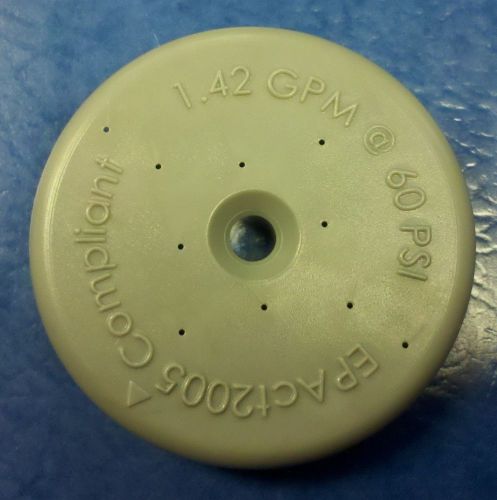 1.42 GPM @ 60 PSI
EPAct2005 Compliant